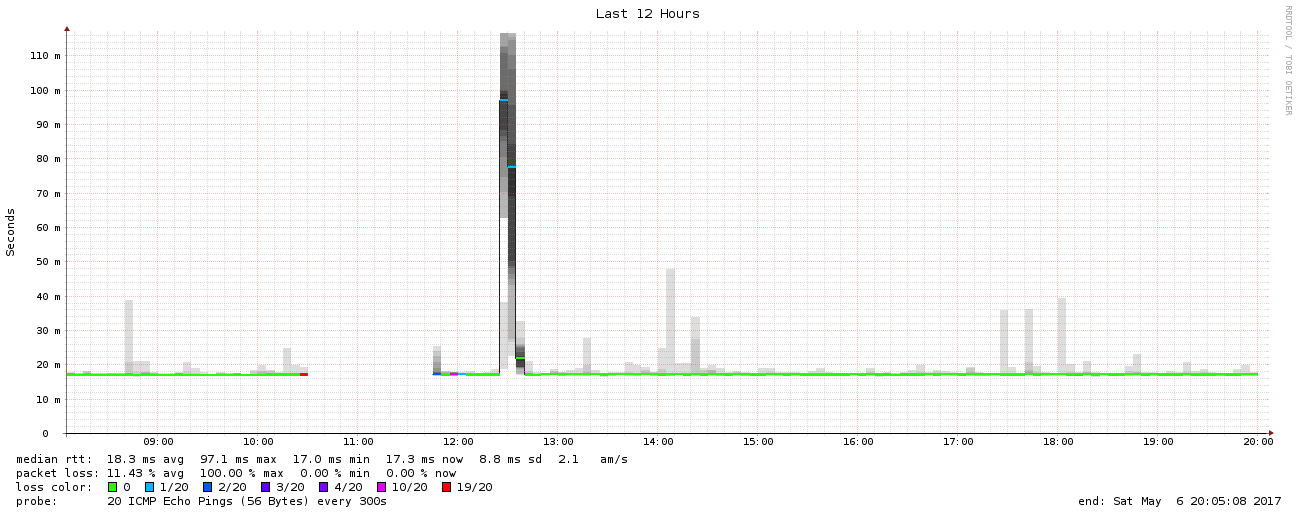 Last 12 Hours
RRDTOOL / TOBI OETIKER
Seconds
110 m
100 m
90 m
80 m
70 m
60 m
50 m
40 m
30 m
20 m
10 m
0
09:00 10:00 11:00 12:00 13:00 14:00 15:00 16:00 17:00 18:00 19:00 20:00
median rtt: 18.3 ms avg 97.1 ms max 17.0 ms min 17.3 ms now 8.8 ms sd 2.1 am/s
packet loss: 11.43 % avg 100.00 % max 0.00 % min 0.00 % now
loss color: 0 1/20 2/20 3/20 4/20 10/20 19/20
probe: 20 ICMP Echo Pings (56 Bytes) every 300s end: Sat May 6 20:05:08 2017